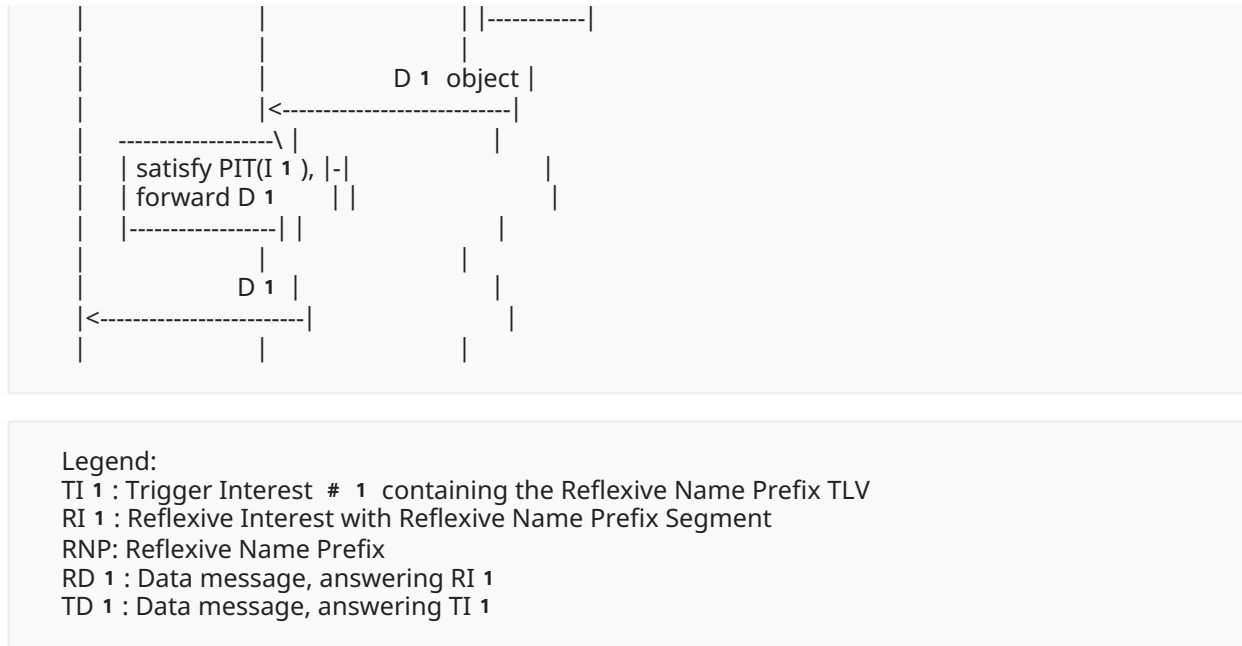 |                    |                      | |------------|
|                    |                      |
|                    |              D 1 object |
|                    |<----------------------------|
|    -------------------\ |                      |
|    | satisfy PIT(I 1 ), |-|                      |
|    | forward D 1       | |                      |
|    |------------------| |                      |
|                    |                      |
|                 D 1 |                      |
|<-------------------------|                      |
|                    |                      |
Legend:
TI 1 : Trigger Interest # 1 containing the Reflexive Name Prefix TLV
RI 1 : Reflexive Interest with Reflexive Name Prefix Segment
RNP: Reflexive Name Prefix
RD 1 : Data message, answering RI 1
TD 1 : Data message, answering TI 1